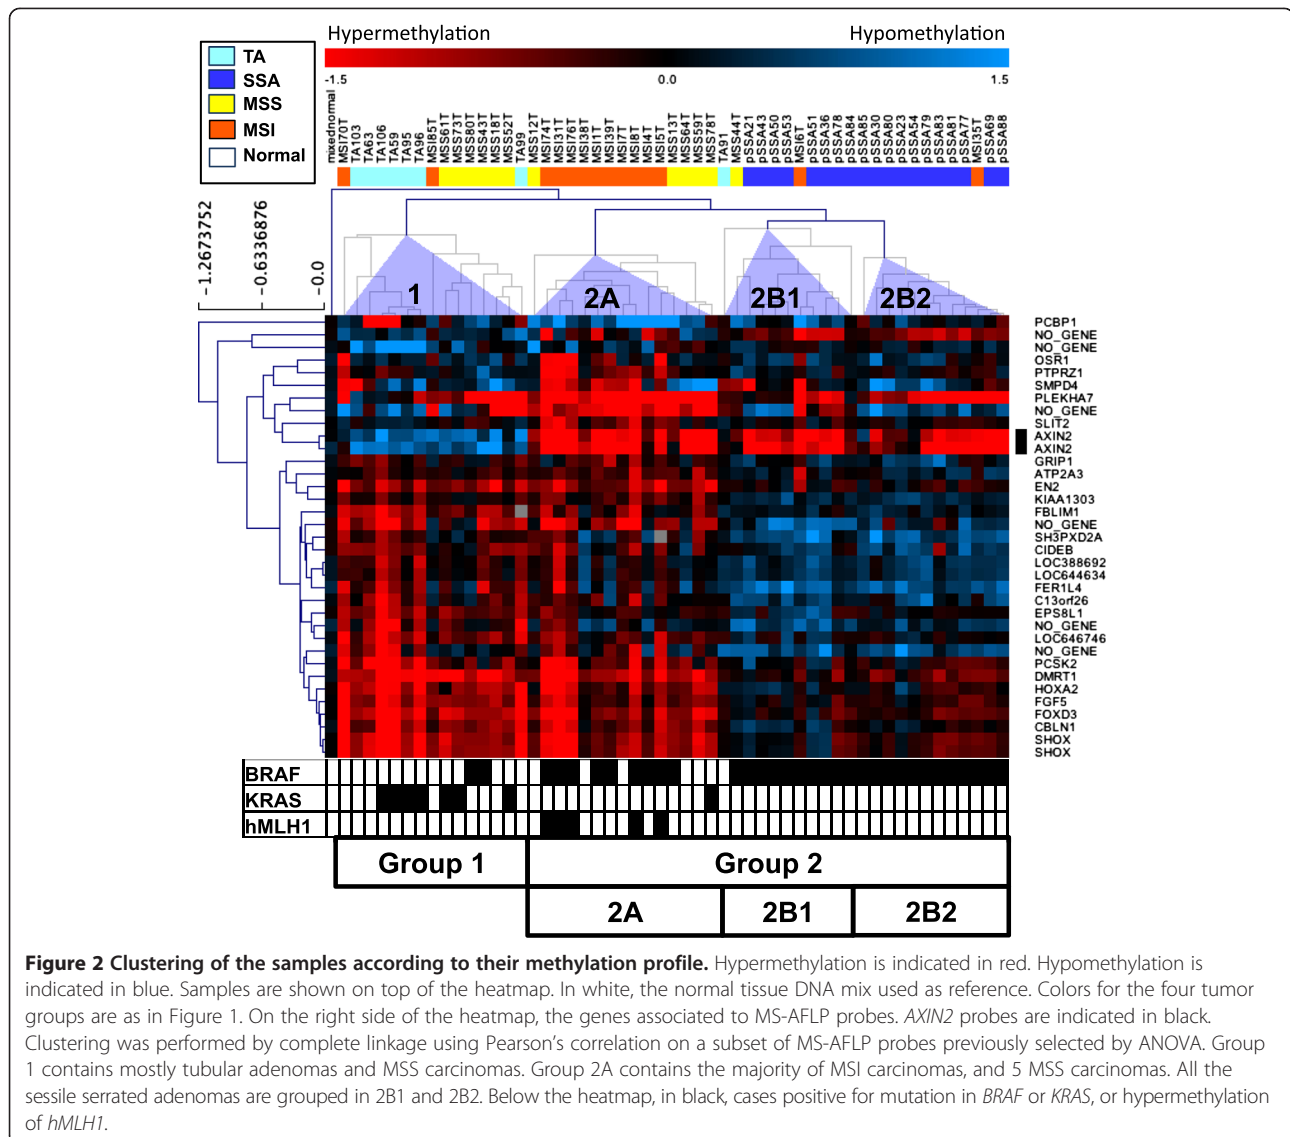 Hypermethylation
Hypomethylation
TA
SSA
MSS
MSI
Normal
-1.5
0.0
1.5
mixednormal
MSI70T
TA103
TA63
TA106
TA59
TA95
TA96
MSI85T
MSS61T
MSS73T
MSS80T
MSS43T
MSS18T
MSS52T
TA99
MSS12T
MSI74T
MSI31T
MSI76T
MSI38T
MSI1T
MSI39T
MSI7T
MSI8T
MSI4T
MSI5T
MSS13T
MSS64T
MSS59T
MSS78T
TA91
MSS44T
pSSA21
pSSA43
pSSA50
pSSA53
MSI6T
pSSA51
pSSA36
pSSA78
pSSA84
pSSA85
pSSA30
pSSA80
pSSA23
pSSA54
pSSA79
pSSA83
pSSA81
pSSA77
MSI35T
pSSA69
pSSA88
-1.2673752
-0.6336876
-0.0
1
2A
2B1
2B2
PCBP1
NO_GENE
NO_GENE
OSR1
PTPRZ1
SMPD4
PLEKHA7
NO_GENE
SLIT2
AXIN2
AXIN2
GRIP1
ATP2A3
EN2
KIAA1303
FBLIM1
NO_GENE
SH3PXD2A
CIDEB
LOC388692
LOC644634
FER1L4
C13orf26
EPS8L1
NO_GENE
LOC646746
NO_GENE
PCSK2
DMRT1
HOXA2
FGF5
FOXD3
CBLN1
SHOX
SHOX
BRAF
KRAS
hMLH1
Group 1
Group 2
2A
2B1
2B2
Figure 2 Clustering of the samples according to their methylation profile. Hypermethylation is indicated in red. Hypomethylation is
indicated in blue. Samples are shown on top of the heatmap. In white, the normal tissue DNA mix used as reference. Colors for the four tumor
groups are as in Figure 1. On the right side of the heatmap, the genes associated to MS-AFLP probes. AXIN2 probes are indicated in black.
Clustering was performed by complete linkage using Pearson's correlation on a subset of MS-AFLP probes previously selected by ANOVA. Group
1 contains mostly tubular adenomas and MSS carcinomas. Group 2A contains the majority of MSI carcinomas, and 5 MSS carcinomas. All the
sessile serrated adenomas are grouped in 2B1 and 2B2. Below the heatmap, in black, cases positive for mutation in BRAF or KRAS, or hypermethylation
of hMLH1.